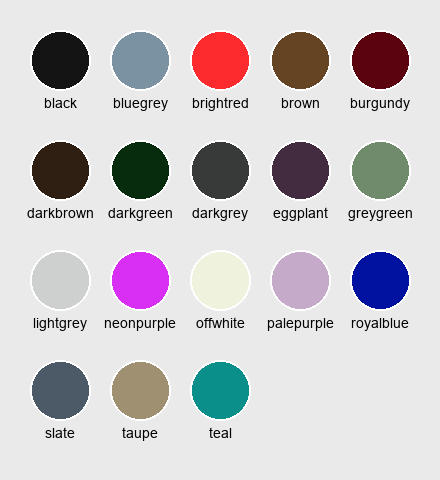 black bluegrey brightred brown burgundy
darkbrown darkgreen darkgrey eggplant greygreen
lightgrey neonpurple offwhite palepurple royalblue
slate taupe teal